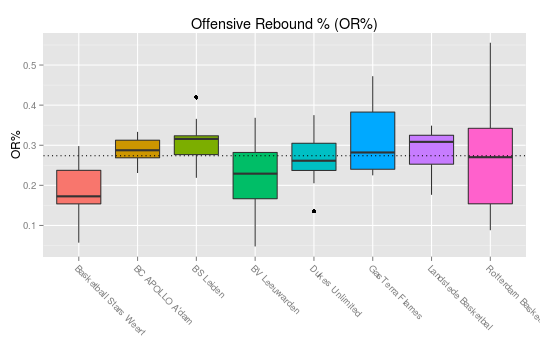 Offensive Rebound % (OR%)
OR%
0.5
0.4
0.3
0.2
0.1
Basketball Stars Weert
BC APOLLO A'dam
BS Leiden
BV Leeuwarden
Dukes Unlimited
GasTerra Flames
Landstede Basketbal
Rotterdam Baske